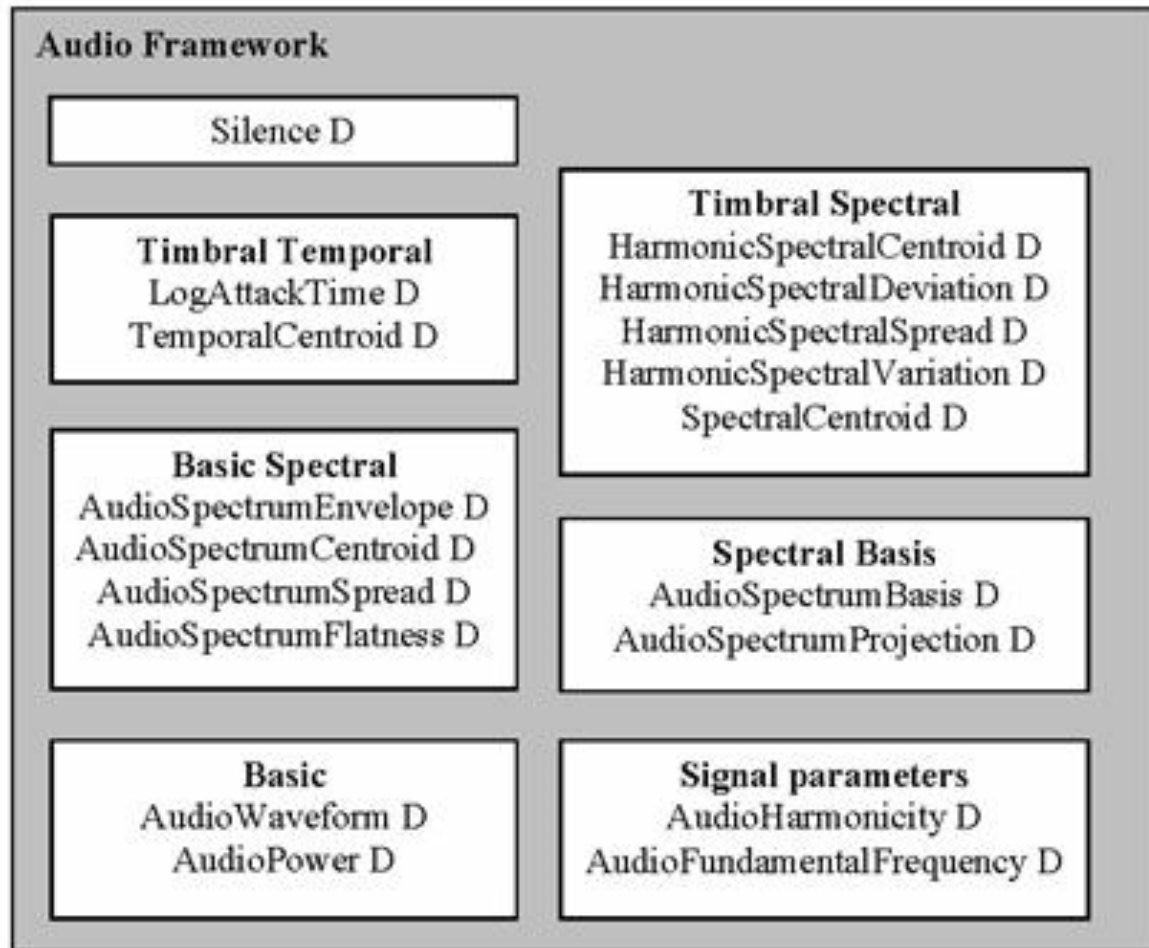 Audio Framework
Silence D
Timbral Temporal
LogAttackTime D
TemporalCentroid D
Basic Spectral
AudioSpectrumEnvelope D
AudioSpectrumCentroid D
AudioSpectrumSpread D
AudioSpectrumFlatness D
Basic
AudioWaveform D
AudioPower D
Timbral Spectral
HarmonicSpectralCentroid D
HarmonicSpectralDeviation D
HarmonicSpectralSpread D
HarmonicSpectralVariation D
SpectralCentroid D
Spectral Basis
AudioSpectrumBasis D
AudioSpectrumProjection D
Signal parameters
AudioHarmonicity D
AudioFundamentalFrequency D